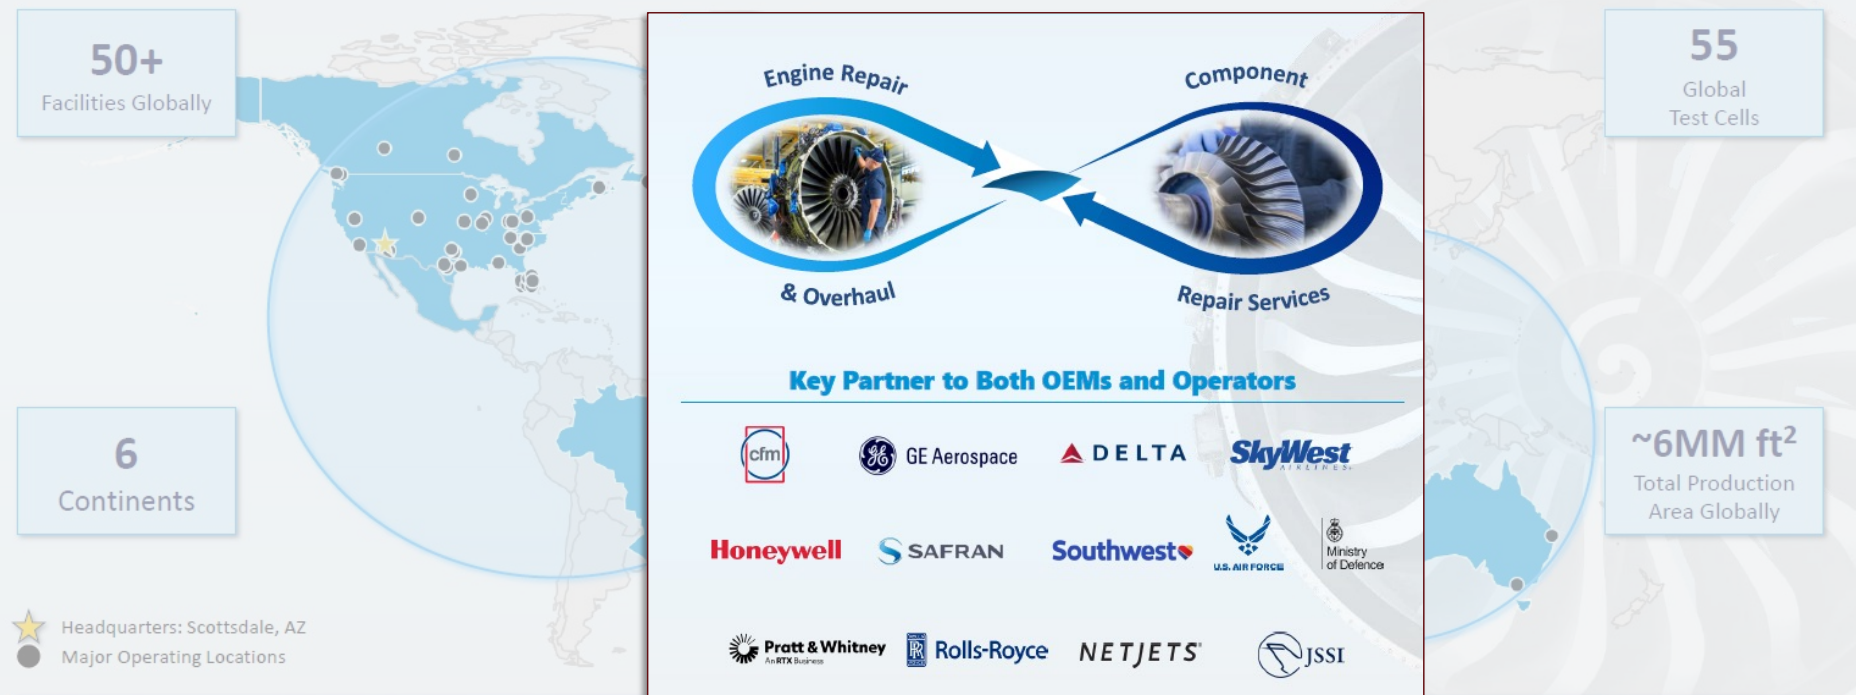 50+
Facilities Globally
6
Continents
Headquarters: Scottsdale, AZ
Major Operating Locations
Engine Repair
& Overhaul
Component
Repair Services
Key Partner to Both OEMs and Operators
cfm
GE Aerospace
DELTA
SkyWest
AIRLINES
Honeywell
SAFRAN
Southwest
U.S. AIR FORCE
Ministry
of Defence
Pratt & Whitney
An RTX Business
Rolls-Royce
NETJETS
JSSI
55
Global
Test Cells
~6MM ft²
Total Production
Area Globally